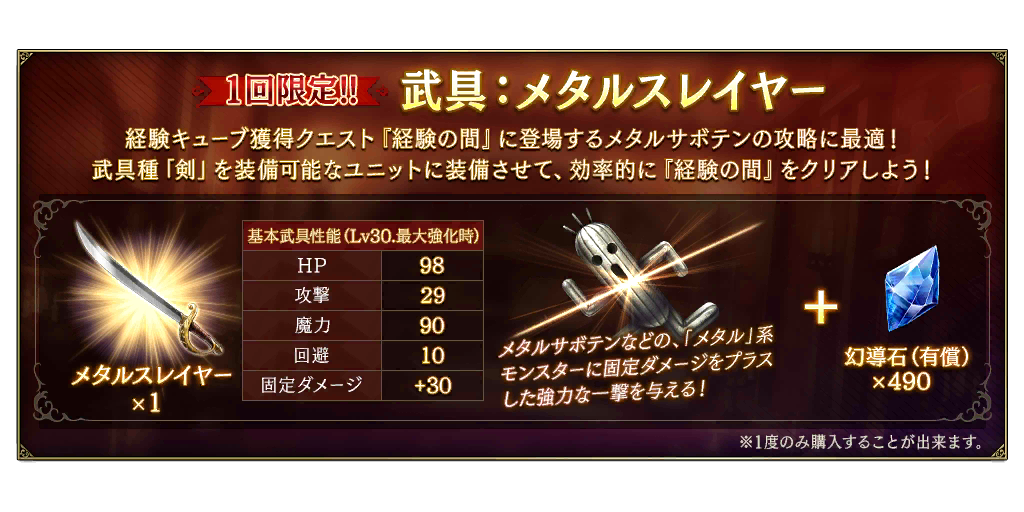 1回限定!! 武具：メタルスレイヤー
経験キューブ獲得クエスト『経験の間』に登場するメタルサボテンの攻略に最適！
武具種「剣」を装備可能なユニットに装備させて、効率的に『経験の間』をクリアしよう！
メタルスレイヤー
×1
基本武具性能（Lv30.最大強化時）
HP 98
攻撃 29
魔力 90
回避 10
固定ダメージ +30
メタルサボテンなどの、「メタル」系
モンスターに固定ダメージをプラス
した強力な一撃を与える！
+
幻導石（有償）
×490
※1度のみ購入することが出来ます。